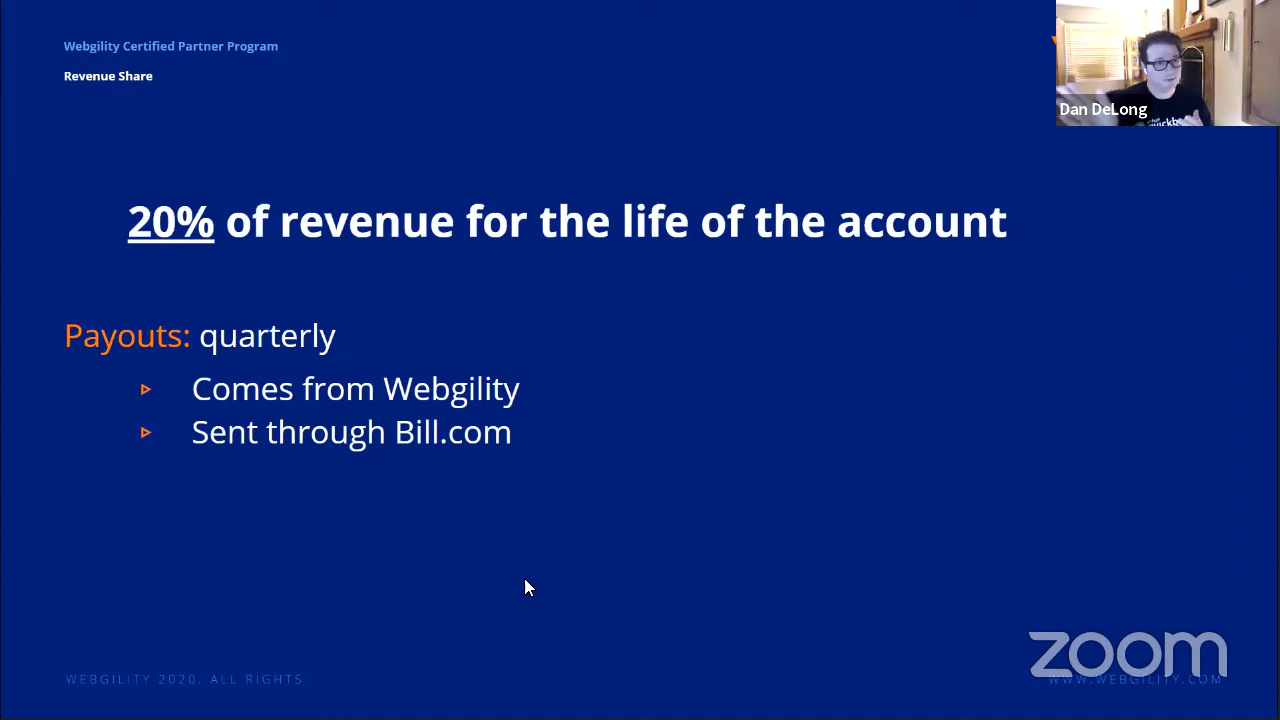 Webgility Certified Partner Program
Revenue Share
Dan DeLong
20% of revenue for the life of the account
Payouts: quarterly
Comes from Webgility
Sent through Bill.com
zoom
WEBGILITY 2020. ALL RIGHTS
WWW.WEBGILITY.COM